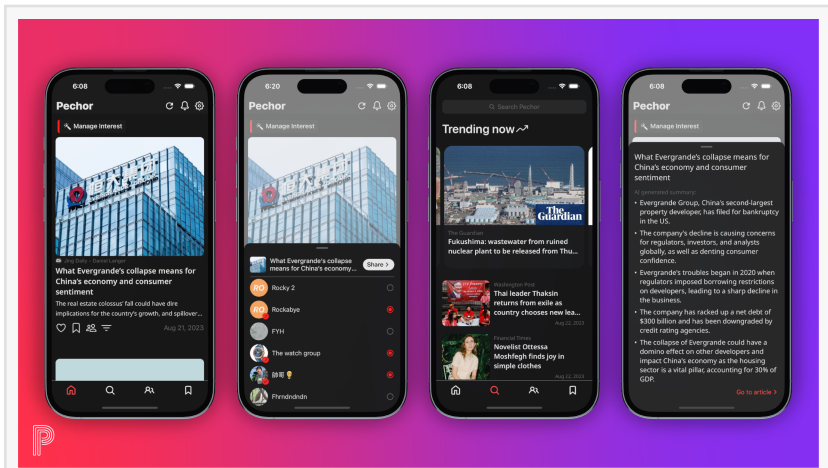 6:08
Pechor
Manage Interest
Jing Daily - Daniel Langer
What Evergrande's collapse means for
China's economy and consumer
sentiment
The real estate colossus' fall could have dire
implications for the country's growth, and spillover...
Aug 21, 2023
6:20
Pechor
Manage Interest
What Evergrande's collapse
means for China's economy...
Share >
RO
Rocky 2
RO
Rockabye
FYH
The watch group
帥哥
Fhrndndndn
6:08
Search Pechor
Trending now
The
Guardian
The Guardian
Fukushima: wastewater from ruined
nuclear plant to be released from Thu...
Washington Post
Thai leader Thaksin
returns from exile as
country chooses new lea...
Aug 22, 2023
Financial Times
Novelist Ottessa
Moshfegh finds joy in
simple clothes
Aug 22, 2023
6:08
Pechor
Manage Interest
What Evergrande's collapse means for
China's economy and consumer
sentiment
AI generated summary:
• Evergrande Group, China's second-largest
property developer, has filed for bankruptcy
in the US.
• The company's decline is causing concerns
for regulators, investors, and analysts
globally, as well as denting consumer
confidence.
• Evergrande's troubles began in 2020 when
regulators imposed borrowing restrictions
on developers, leading to a sharp decline in
the business.
• The company has racked up a net debt of
$300 billion and has been downgraded by
credit rating agencies.
• The collapse of Evergrande could have a
domino effect on other developers and
impact China's economy as the housing
sector is a vital pillar, accounting for 30% of
GDP.
Go to article >
P